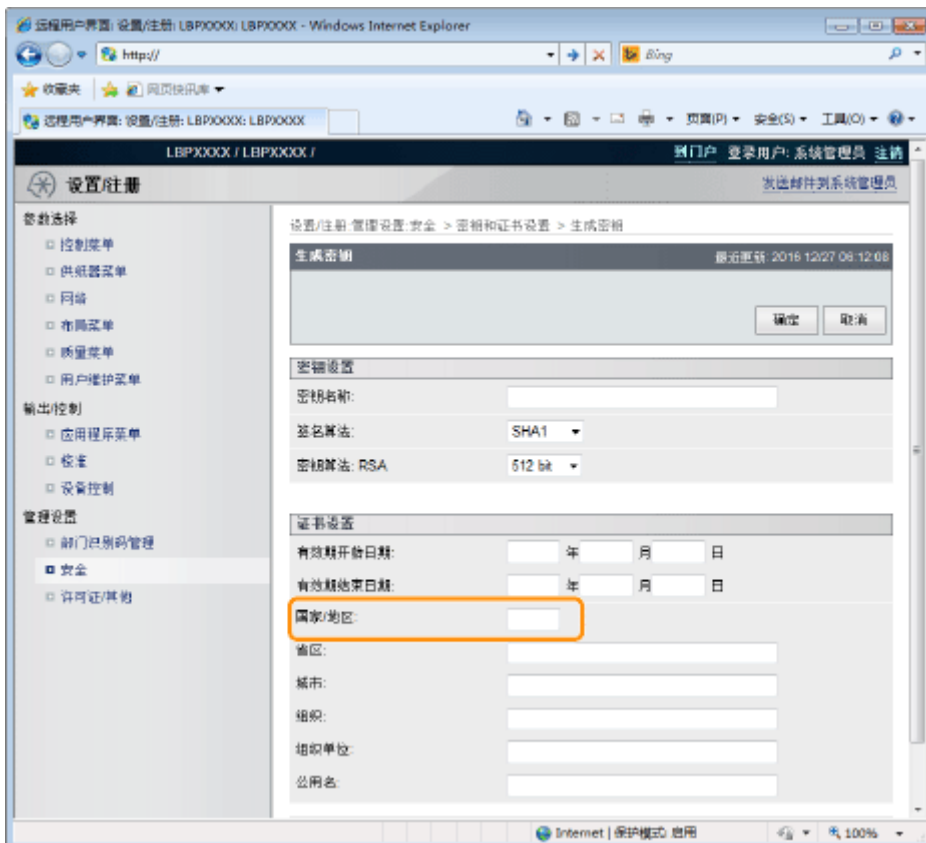 远程用户界面: 设置/注册: LBPXXXX: LBPXXXX - Windows Internet Explorer
http://
Bing
收藏夹 网页快讯库
远程用户界面: 设置/注册: LBPXXXX: LBPXXXX
页面(P) 安全(S) 工具(O)
LBPXXXX / LBPXXXX /
到门户 登录用户: 系统管理员 注销
设置/注册
发送邮件到系统管理员
参数选择
控制菜单
供纸器菜单
网络
布局菜单
质量菜单
用户维护菜单
输出/控制
应用程序菜单
校准
设备控制
管理设置
部门识别码管理
安全
许可证/其他
设置/注册:管理设置:安全 > 密钥和证书设置 > 生成密钥
生成密钥
最近更新: 2016 12/27 06:12:08
确定 取消
密钥设置
密钥名称:
签名算法: SHA1
密钥算法: RSA 512 bit
证书设置
有效期开始日期: 年 月 日
有效期结束日期: 年 月 日
国家/地区:
省区:
城市:
组织:
组织单位:
公用名:
Internet | 保护模式: 启用
100%